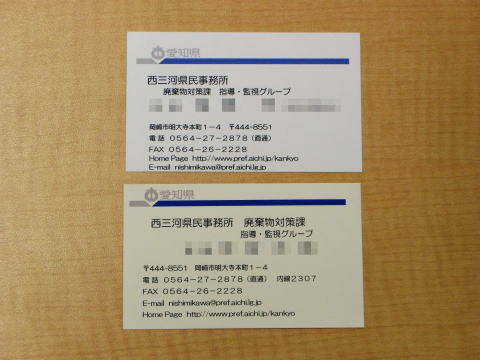 愛知県
西三河県民事務所
廃棄物対策課 指導・監視グループ
岡崎市明大寺本町1-4 〒444-8551
電話 0564-27-2878(直通)
FAX 0564-26-2228
Home Page http://www.pref.aichi.jp/kankyo
E-mail nishimikawa@pref.aichi.lg.jp
愛知県
西三河県民事務所 廃棄物対策課
指導・監視グループ
〒444-8551 岡崎市明大寺本町1-4
電話 0564-27-2878(直通) 内線2307
FAX 0564-26-2228
E-mail nishimikawa@pref.aichi.lg.jp
Home Page http://www.pref.aichi.jp/kankyo